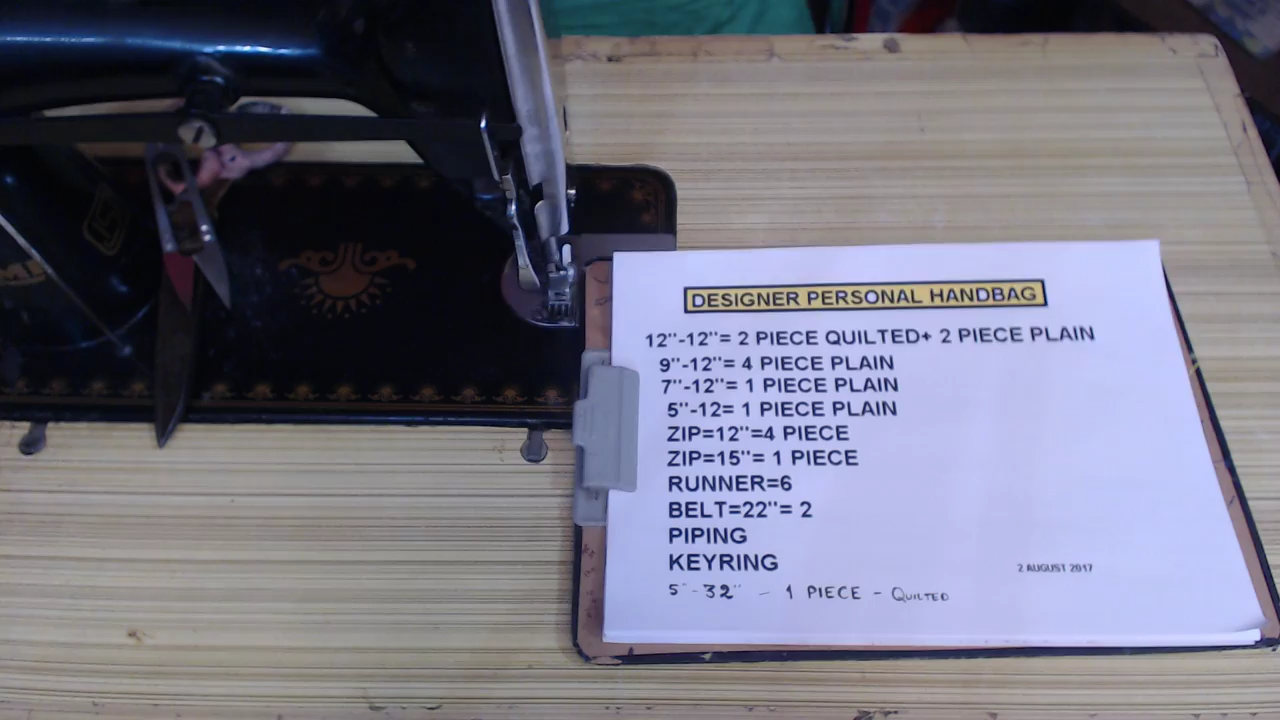 DESIGNER PERSONAL HANDBAG
12"-12"= 2 PIECE QUILTED+ 2 PIECE PLAIN
9"-12"= 4 PIECE PLAIN
7"-12"= 1 PIECE PLAIN
5"-12= 1 PIECE PLAIN
ZIP=12"=4 PIECE
ZIP=15"= 1 PIECE
RUNNER=6
BELT=22"= 2
PIPING
KEYRING
2 AUGUST 2017
5" - 32" - 1 PIECE - QUILTED